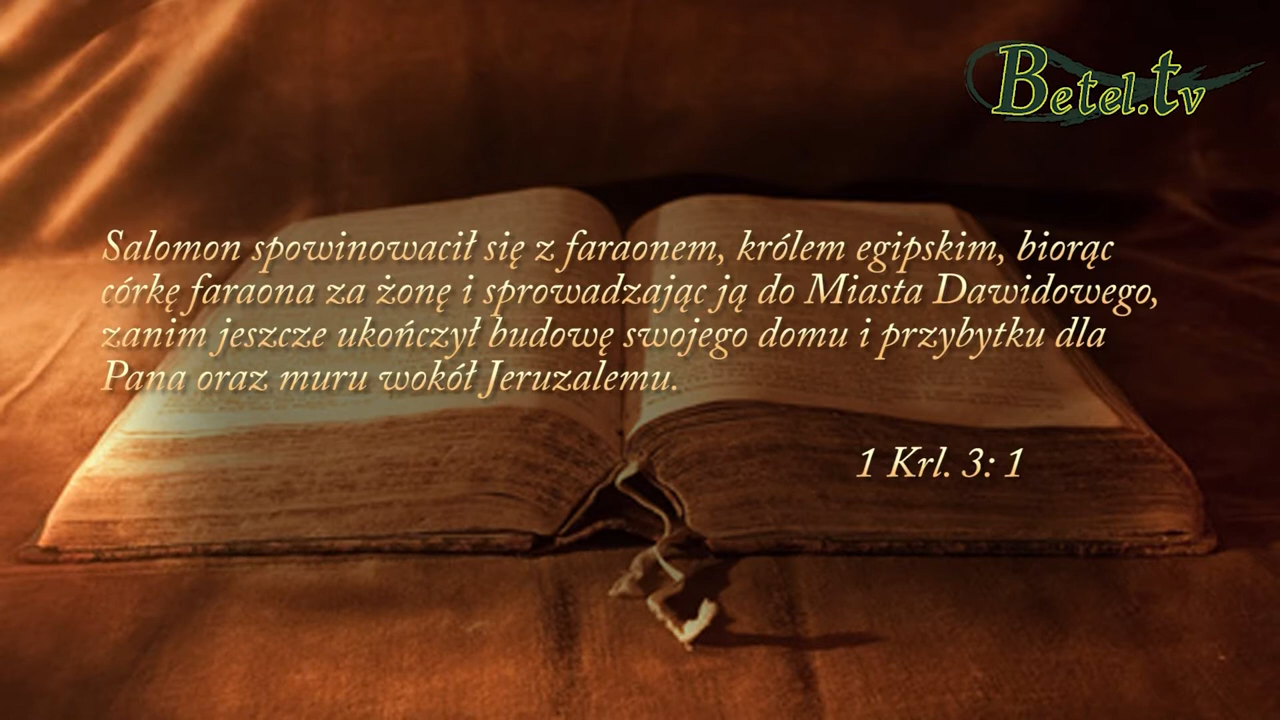 Betel.tv
Salomon spowinowacił się z faraonem, królem egipskim, biorąc
córkę faraona za żonę i sprowadzając ją do Miasta Dawidowego,
zanim jeszcze ukończył budowę swojego domu i przybytku dla
Pana oraz muru wokół Jeruzalemu.
1 Krl. 3: 1